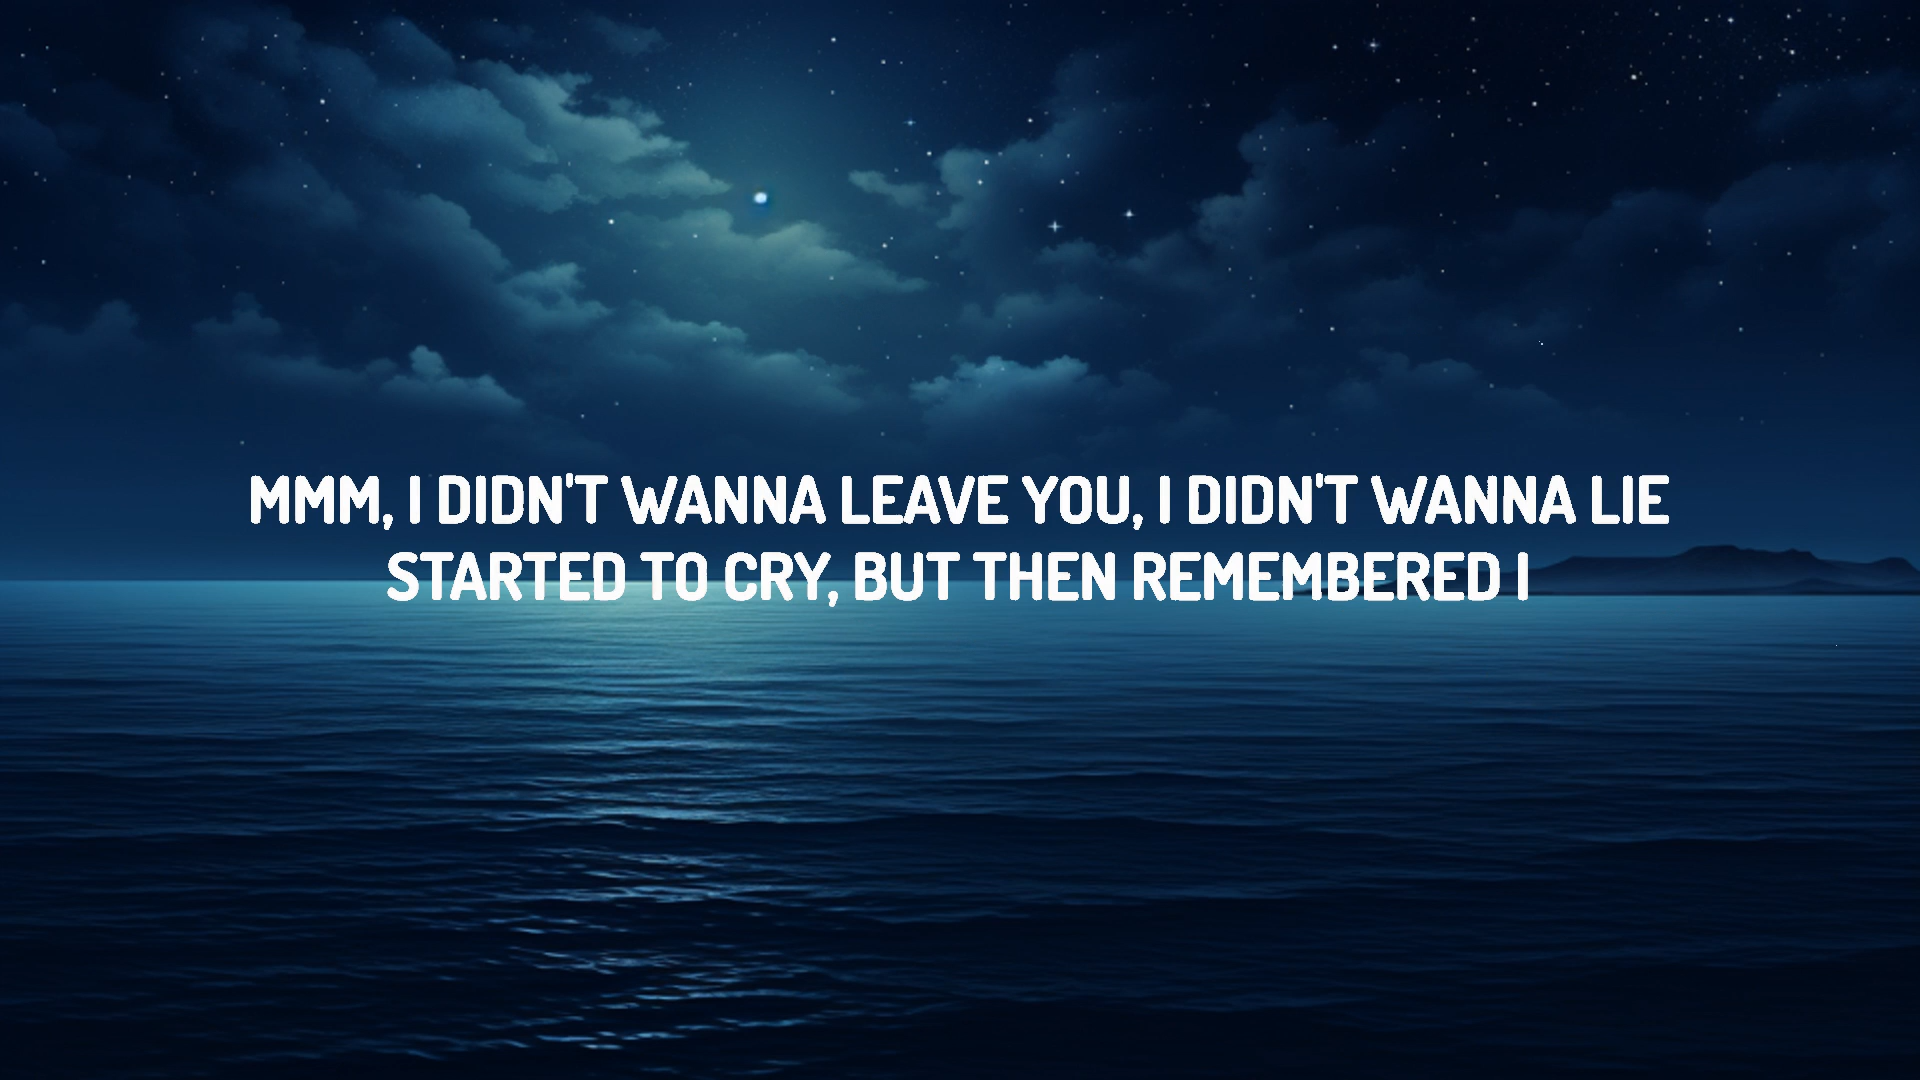 MMM, I DIDN'T WANNA LEAVE YOU, I DIDN'T WANNA LIE
STARTED TO CRY, BUT THEN REMEMBERED I